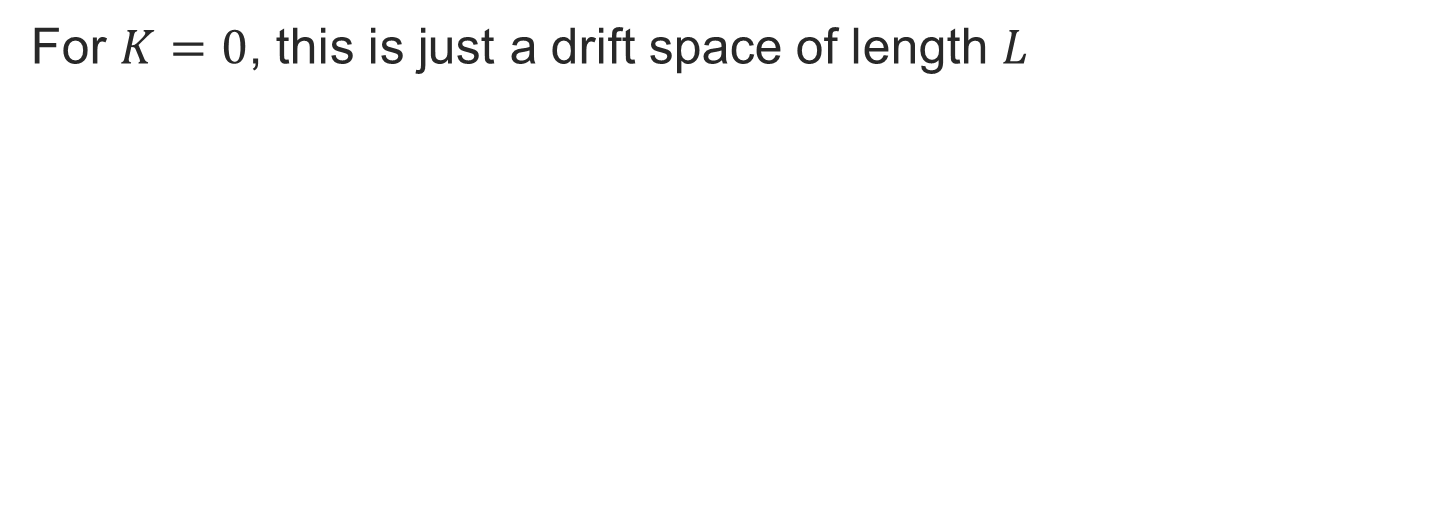 For K = 0, this is just a drift space of length L